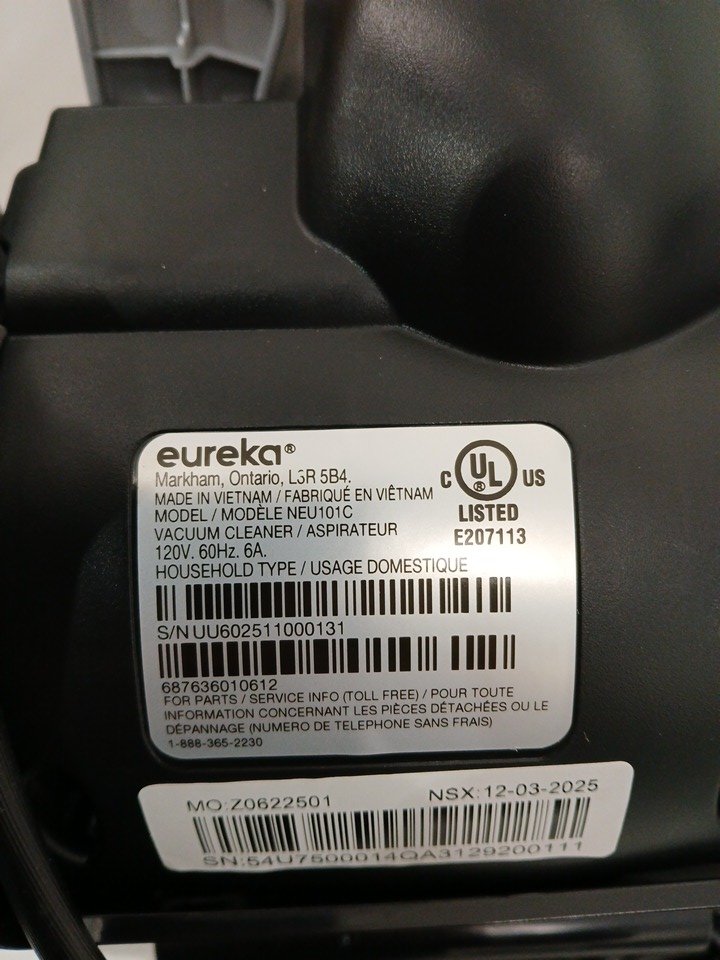 eureka®
Markham, Ontario, L3R 5B4.
MADE IN VIETNAM / FABRIQUÉ EN VIÊTNAM
MODEL / MODÈLE NEU101C
VACUUM CLEANER / ASPIRATEUR
120V. 60Hz. 6A.
HOUSEHOLD TYPE / USAGE DOMESTIQUE
C UL® US
LISTED
E207113
S/N UU602511000131
687636010612
FOR PARTS / SERVICE INFO (TOLL FREE) / POUR TOUTE
INFORMATION CONCERNANT LES PIÈCES DÉTACHÉES OU LE
DÉPANNAGE (NUMERO DE TELEPHONE SANS FRAIS)
1-888-365-2230
MO:Z0622501 NSX:12-03-2025
SN:54U7500014QA3129200111